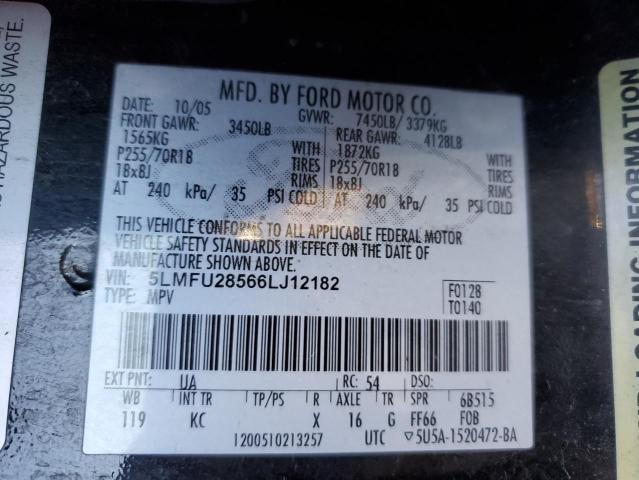 HAZARDOUS WASTE.
MFD. BY FORD MOTOR CO.
DATE: 10/05 GVWR: 7450LB/ 3379KG
FRONT GAWR: 3450LB REAR GAWR: 4128LB
1565KG WITH 1872KG WITH
P255/70R18 TIRES P255/70R18 TIRES
18x8J RIMS 18x8J RIMS
AT 240 kPa/ 35 PSI COLD AT 240 kPa/ 35 PSI COLD
THIS VEHICLE CONFORMS TO ALL APPLICABLE FEDERAL MOTOR
VEHICLE SAFETY STANDARDS IN EFFECT ON THE DATE OF
MANUFACTURE SHOWN ABOVE.
VIN: 5LMFU28566LJ12182
TYPE: MPV
F0128
T0140
EXT PNT: UA RC: 54 DSO:
WB INT TR TP/PS R AXLE TR SPR 6B515
119 KC X 16 G FF66 F0B
1200510213257 UTC ▽5U5A-1520472-BA
INFORMATION